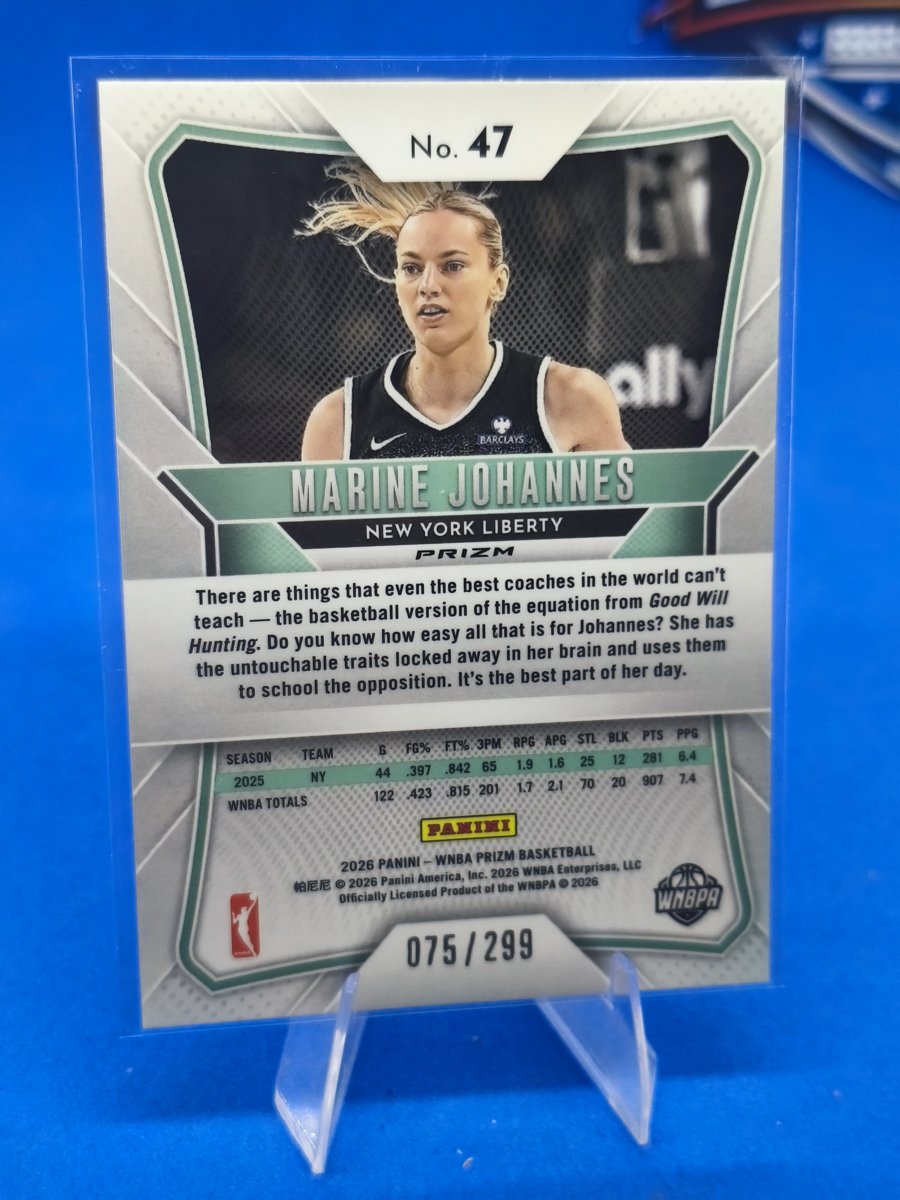 No. 47
ally
BARCLAYS
MARINE JOHANNES
NEW YORK LIBERTY
PRIZM
There are things that even the best coaches in the world can't
teach — the basketball version of the equation from Good Will
Hunting. Do you know how easy all that is for Johannes? She has
the untouchable traits locked away in her brain and uses them
to school the opposition. It's the best part of her day.
SEASON TEAM G FG% FT% 3PM RPG APG STL BLK PTS PPG
2025 NY 44 .397 .842 65 1.9 1.6 25 12 281 6.4
WNBA TOTALS 122 .423 .815 201 1.7 2.1 70 20 907 7.4
PANINI
2026 PANINI – WNBA PRIZM BASKETBALL
帕尼尼 © 2026 Panini America, Inc. 2026 WNBA Enterprises, LLC
Officially Licensed Product of the WNBPA © 2026
WNBPA
075/299